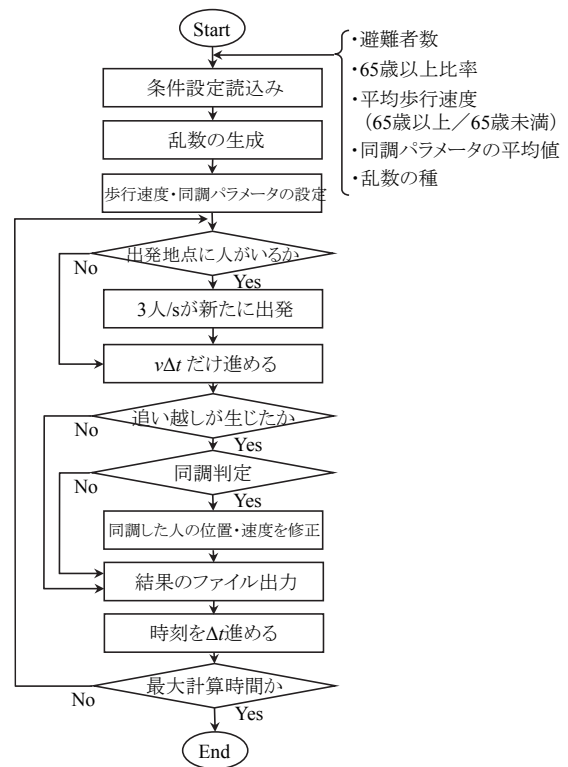 Start
・避難者数
・65歳以上比率
・平均歩行速度
（65歳以上／65歳未満）
・同調パラメータの平均値
・乱数の種
条件設定読込み
乱数の生成
歩行速度・同調パラメータの設定
出発地点に人がいるか
No
Yes
3人/sが新たに出発
vΔt だけ進める
追い越しが生じたか
No
Yes
同調判定
No
Yes
同調した人の位置・速度を修正
結果のファイル出力
時刻をΔt進める
最大計算時間か
No
Yes
End